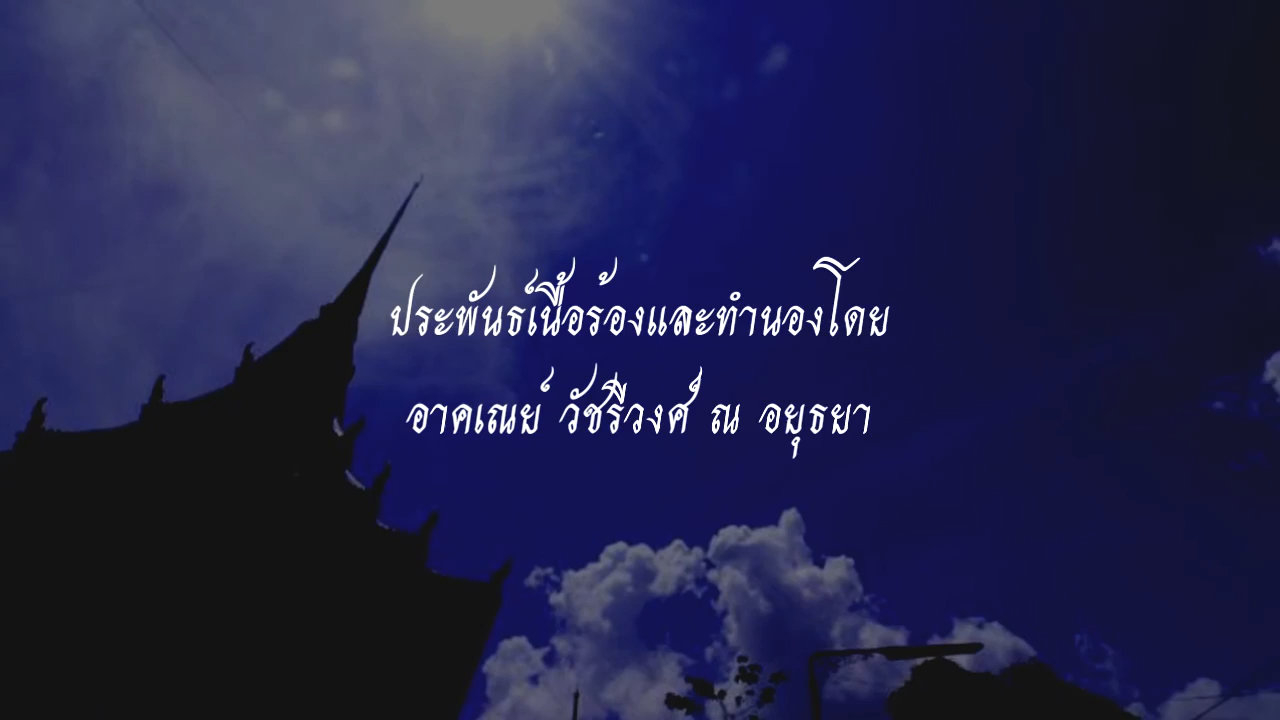 ประพันธ์เนื้อร้องและทำนองโดย
อาคเณย์ วัชรีวงศ์ ณ อยุธยา